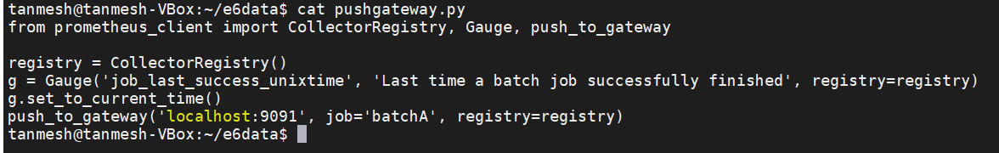 tanmesh@tanmesh-VBox:~/e6data$ cat pushgateway.py
from prometheus_client import CollectorRegistry, Gauge, push_to_gateway

registry = CollectorRegistry()
g = Gauge('job_last_success_unixtime', 'Last time a batch job successfully finished', registry=registry)
g.set_to_current_time()
push_to_gateway('localhost:9091', job='batchA', registry=registry)
tanmesh@tanmesh-VBox:~/e6data$